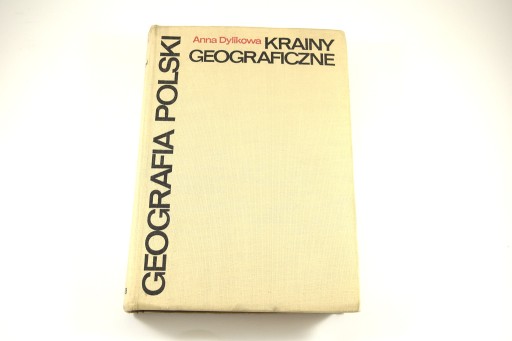 Anna Dylikowa KRAINY
GEOGRAFICZNE
GEOGRAFIA POLSKI